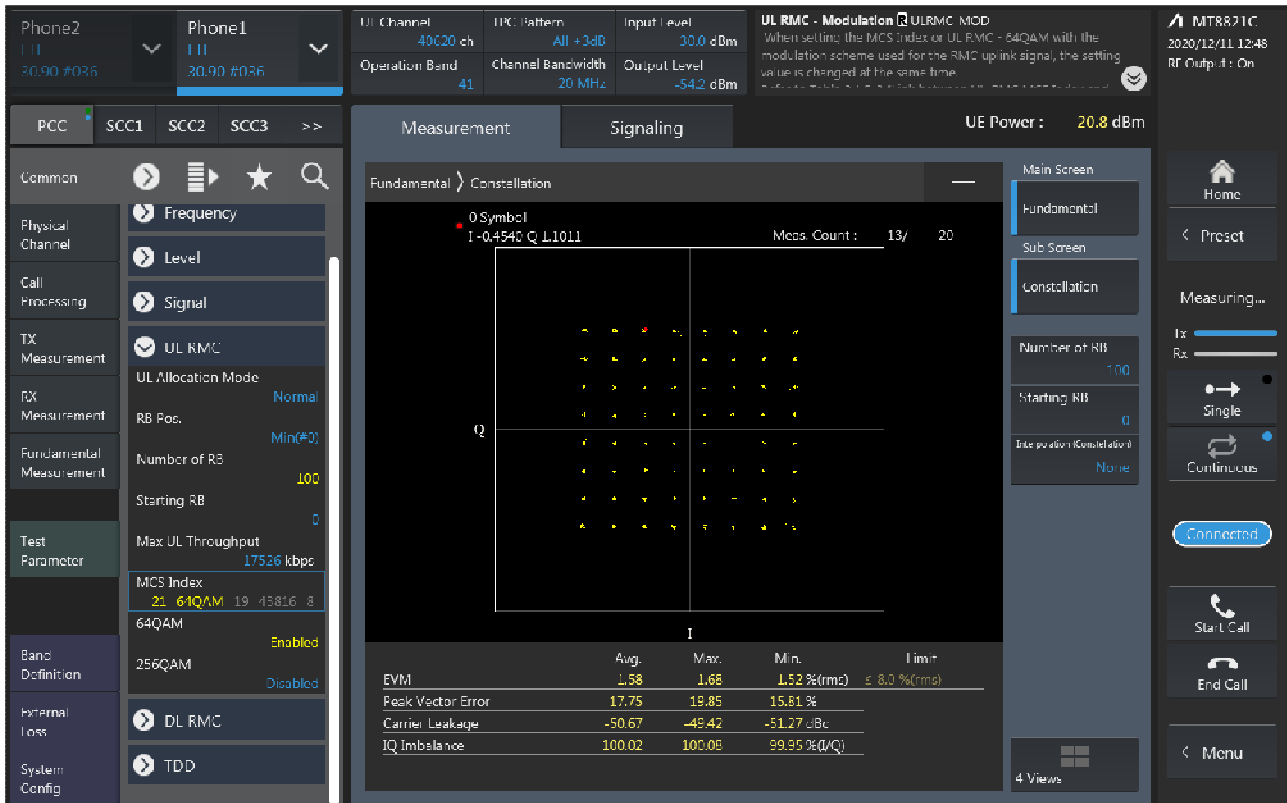 Phone2
LTE
30.90 #036
Phone1
LTE
30.90 #036
UL Channel
40620 ch
TPC Pattern
All +3dB
Input Level
30.0 dBm
Operation Band
41
Channel Bandwidth
20 MHz
Output Level
-54.2 dBm
UL RMC - Modulation R ULRMC_MOD
When setting the MCS Index or UL RMC - 64QAM with the
modulation scheme used for the RMC uplink signal, the setting
value is changed at the same time.
MT8821C
2020/12/11 12:48
RF Output : On
PCC
SCC1
SCC2
SCC3
>>
Measurement
Signaling
UE Power :
20.8 dBm
Common
Physical
Channel
Call
Processing
TX
Measurement
RX
Measurement
Fundamental
Measurement
Test
Parameter
Band
Definition
External
Loss
System
Config
Frequency
Level
Signal
UL RMC
UL Allocation Mode
Normal
RB Pos.
Min(#0)
Number of RB
100
Starting RB
0
Max UL Throughput
17526 kbps
MCS Index
21 64QAM 19 45816 8
64QAM
Enabled
256QAM
Disabled
DL RMC
TDD
Fundamental
Constellation
0 Symbol
I -0.4540 Q 1.1011
Meas. Count : 13/ 20
Q
I
Avg. Max. Min. Limit
EVM 1.58 1.68 1.52 %(rms) ≤ 8.0 %(rms)
Peak Vector Error 17.75 19.85 15.81 %
Carrier Leakage -50.67 -49.42 -51.27 dBc
IQ Imbalance 100.02 100.08 99.95 %(I/Q)
Main Screen
Fundamental
Sub Screen
Constellation
Number of RB
100
Starting RB
0
Interpolation (Constellation)
None
4 Views
Home
< Preset
Measuring...
Tx
Rx
Single
Continuous
Connected
Start Call
End Call
< Menu